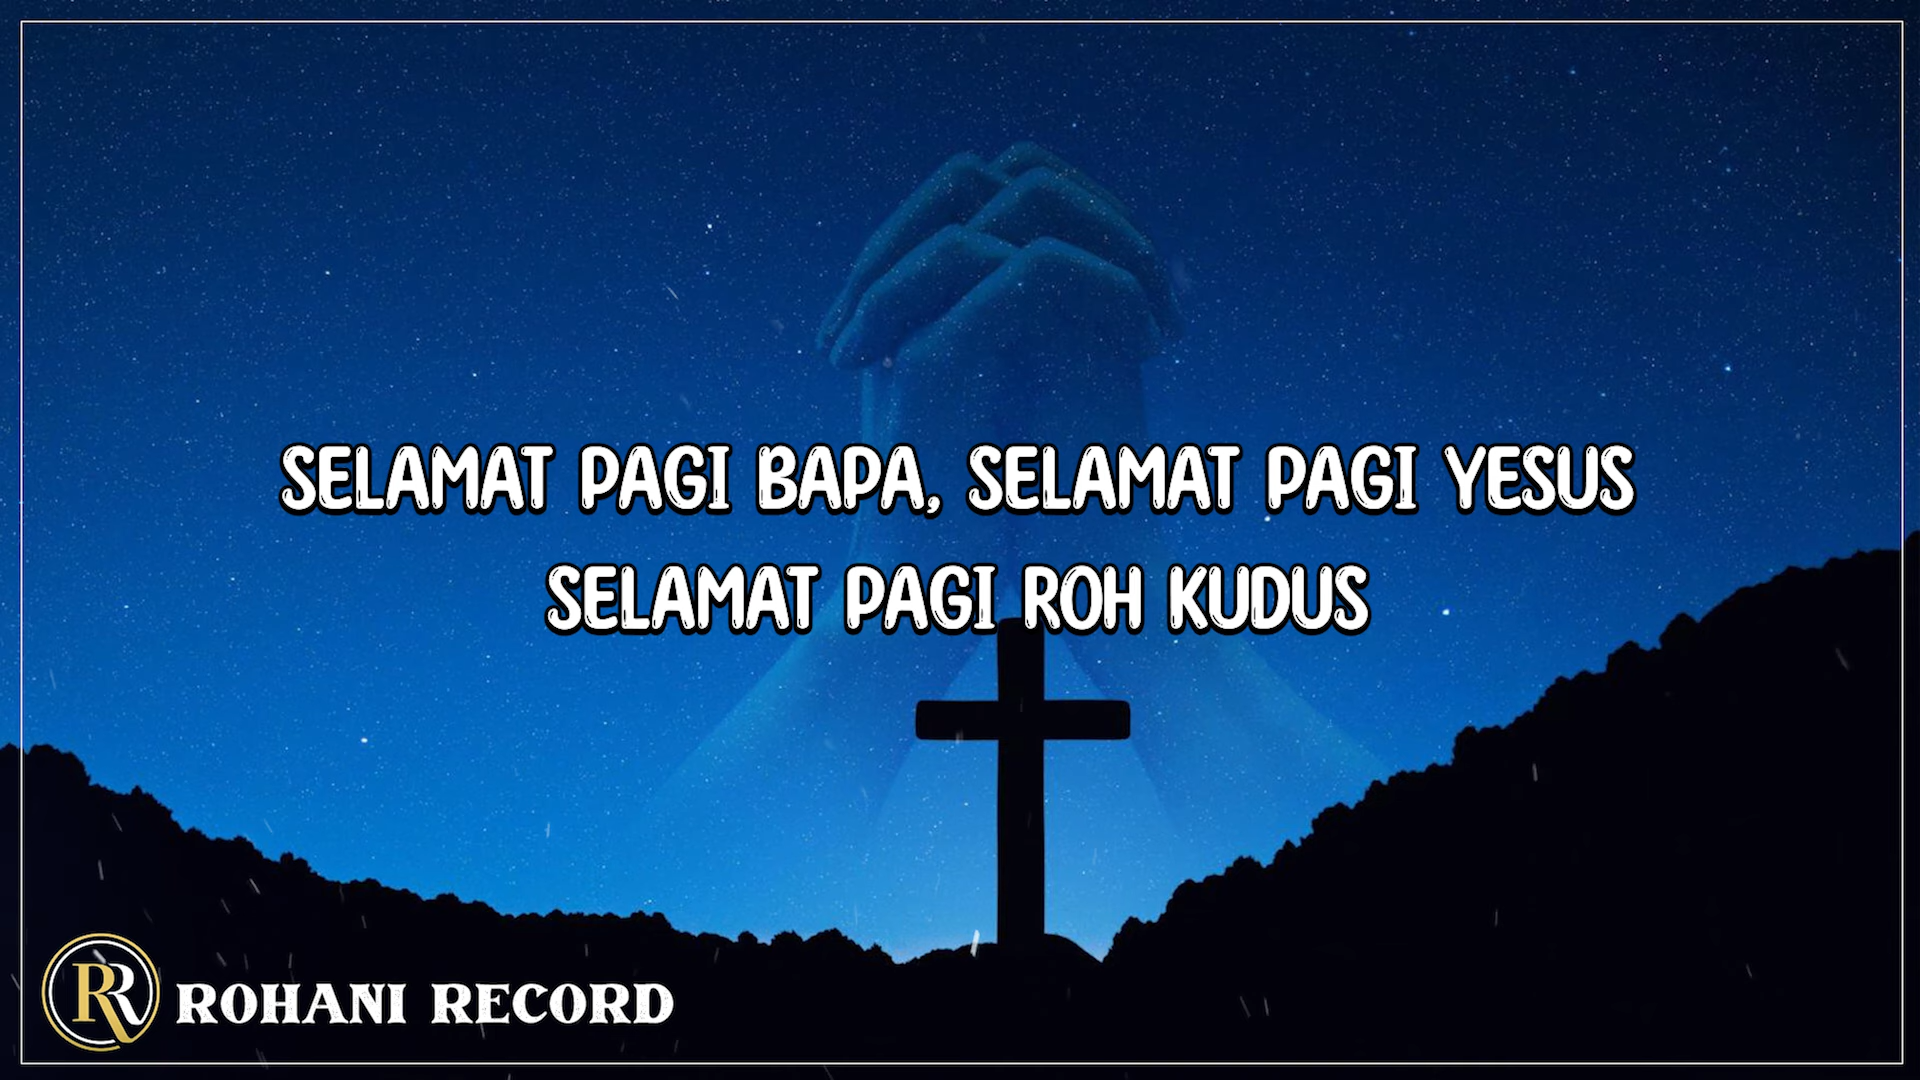 SELAMAT PAGI BAPA, SELAMAT PAGI YESUS
SELAMAT PAGI ROH KUDUS
RR ROHANI RECORD